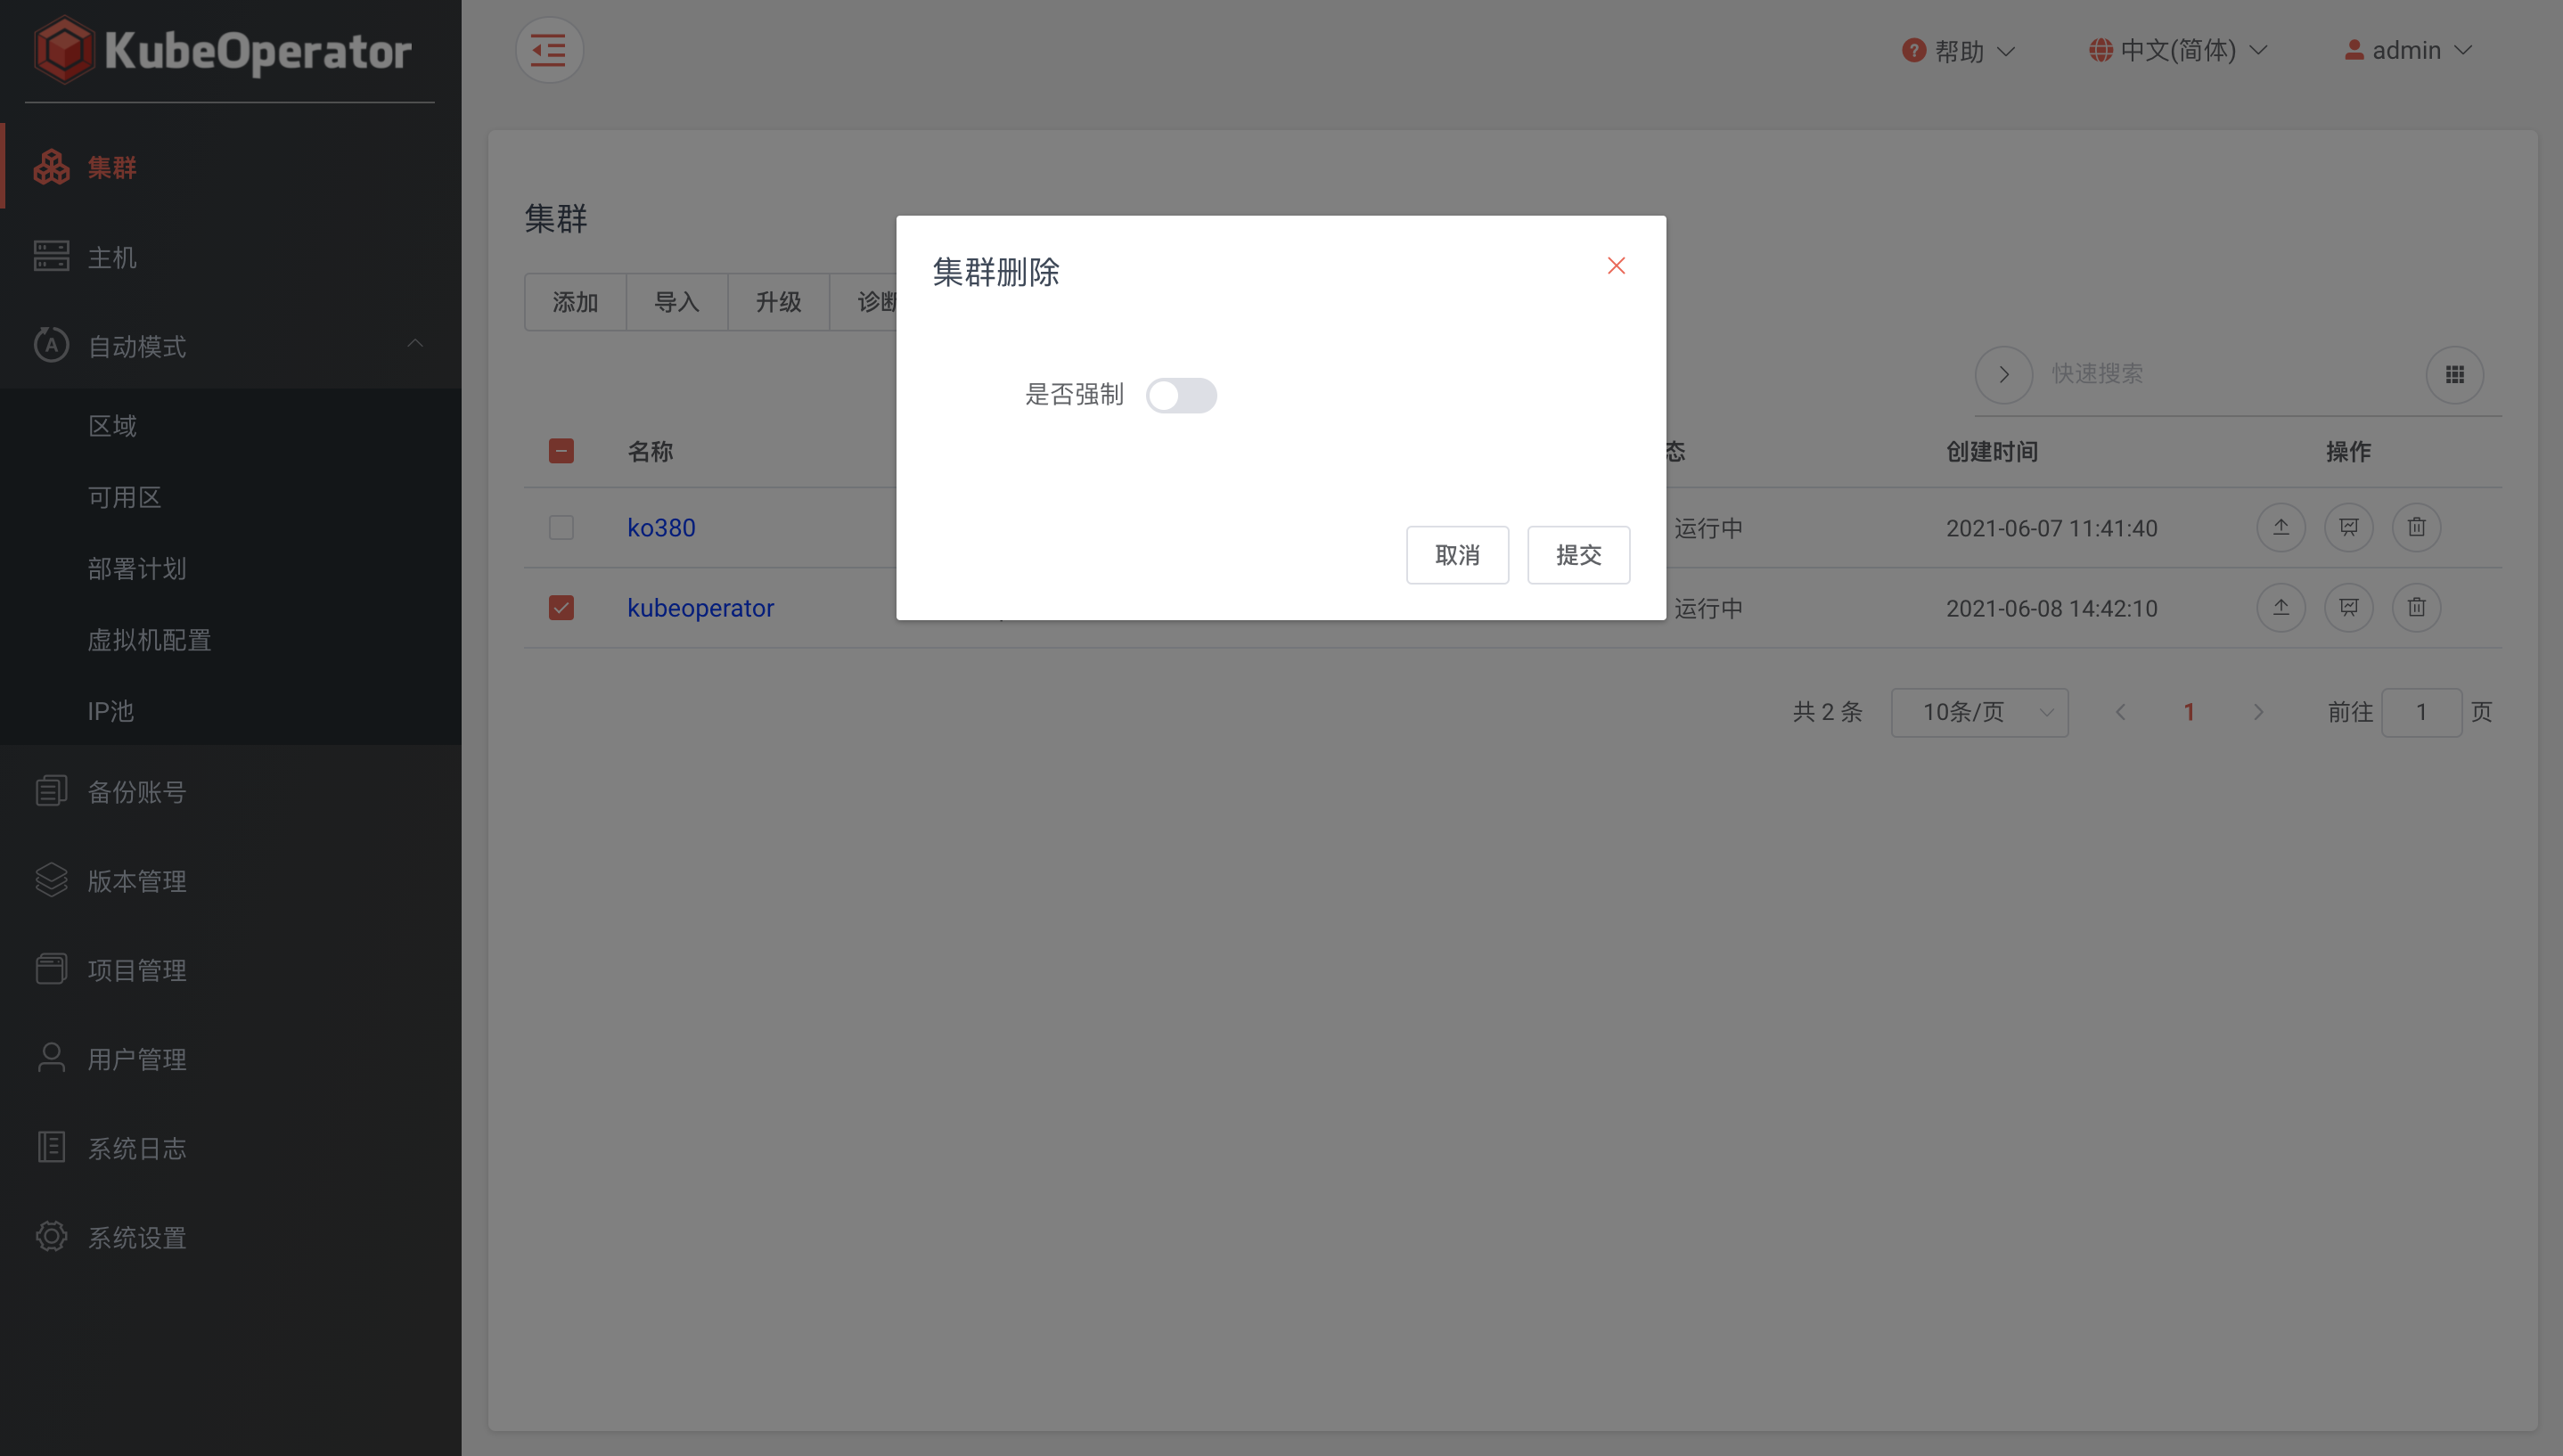 KubeOperator
帮助
中文(简体)
admin
集群
主机
自动模式
区域
可用区
部署计划
虚拟机配置
IP池
备份账号
版本管理
项目管理
用户管理
系统日志
系统设置
集群
添加
导入
升级
诊断
快速搜索
名称
态
创建时间
操作
ko380
运行中
2021-06-07 11:41:40
kubeoperator
运行中
2021-06-08 14:42:10
共 2 条
10条/页
1
前往
1
页
集群删除
是否强制
取消
提交